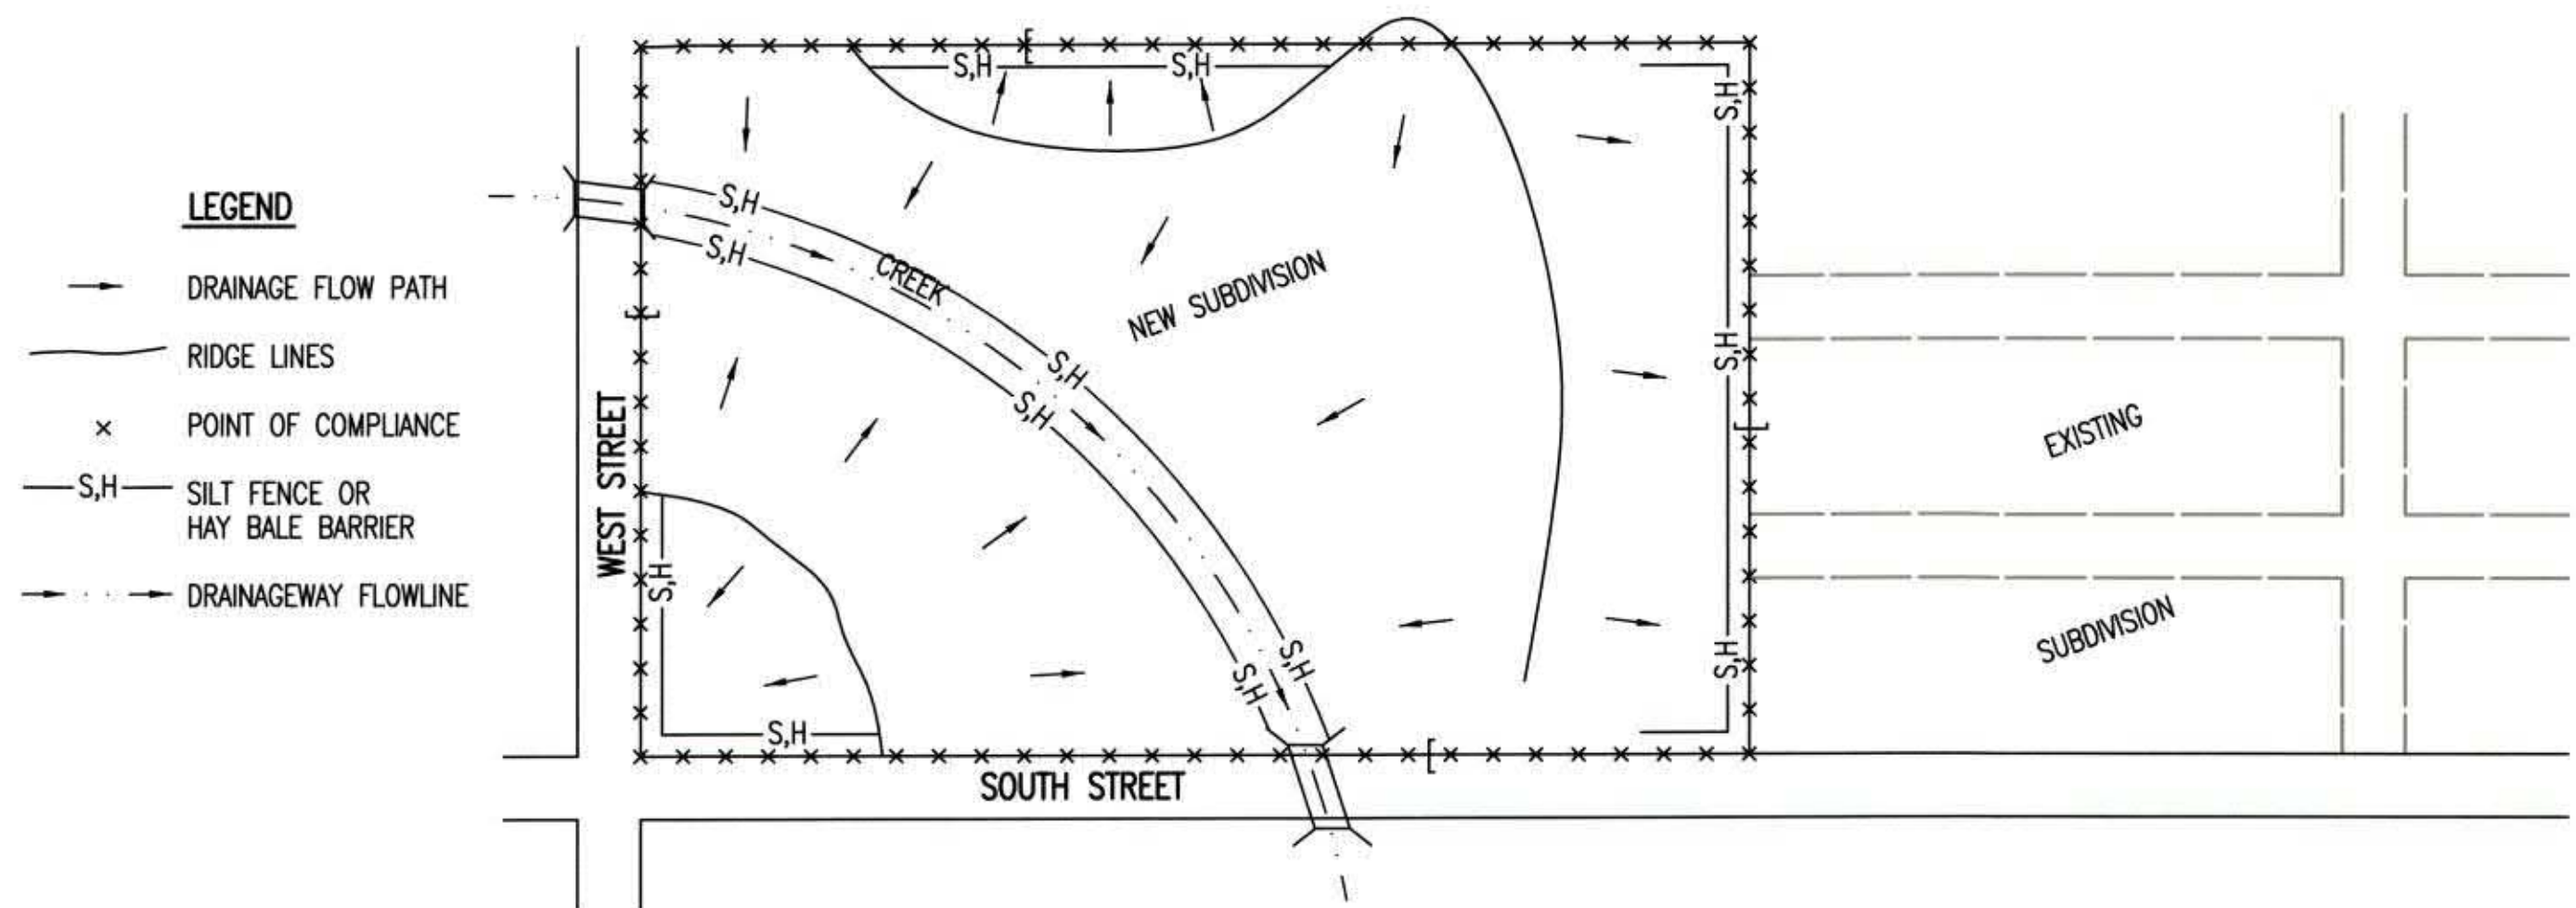 LEGEND
DRAINAGE FLOW PATH
RIDGE LINES
POINT OF COMPLIANCE
S,H
SILT FENCE OR
HAY BALE BARRIER
DRAINAGEWAY FLOWLINE
S,H
S,H
S,H
S,H
S,H
CREEK
NEW SUBDIVISION
S,H
S,H
S,H
WEST STREET
EXISTING
S,H
S,H
S,H
S,H
S,H
SUBDIVISION
SOUTH STREET